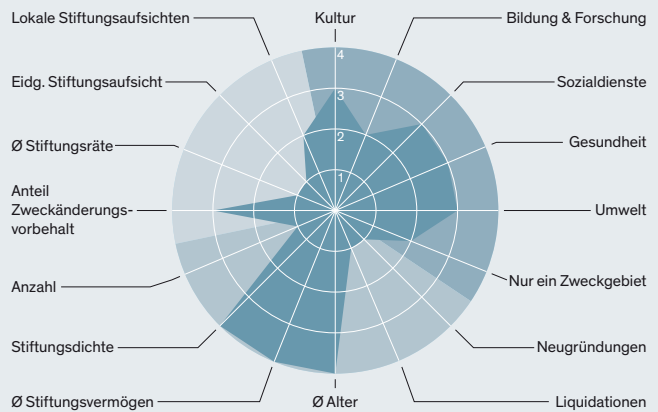 Lokale Stiftungsaufsichten
Kultur
Bildung & Forschung
Eidg. Stiftungsaufsicht
Sozialdienste
Ø Stiftungsräte
Gesundheit
Anteil
Zweckänderungs-
vorbehalt
Umwelt
Anzahl
Nur ein Zweckgebiet
Stiftungsdichte
Neugründungen
Ø Stiftungsvermögen
Ø Alter
Liquidationen
4
3
2
1